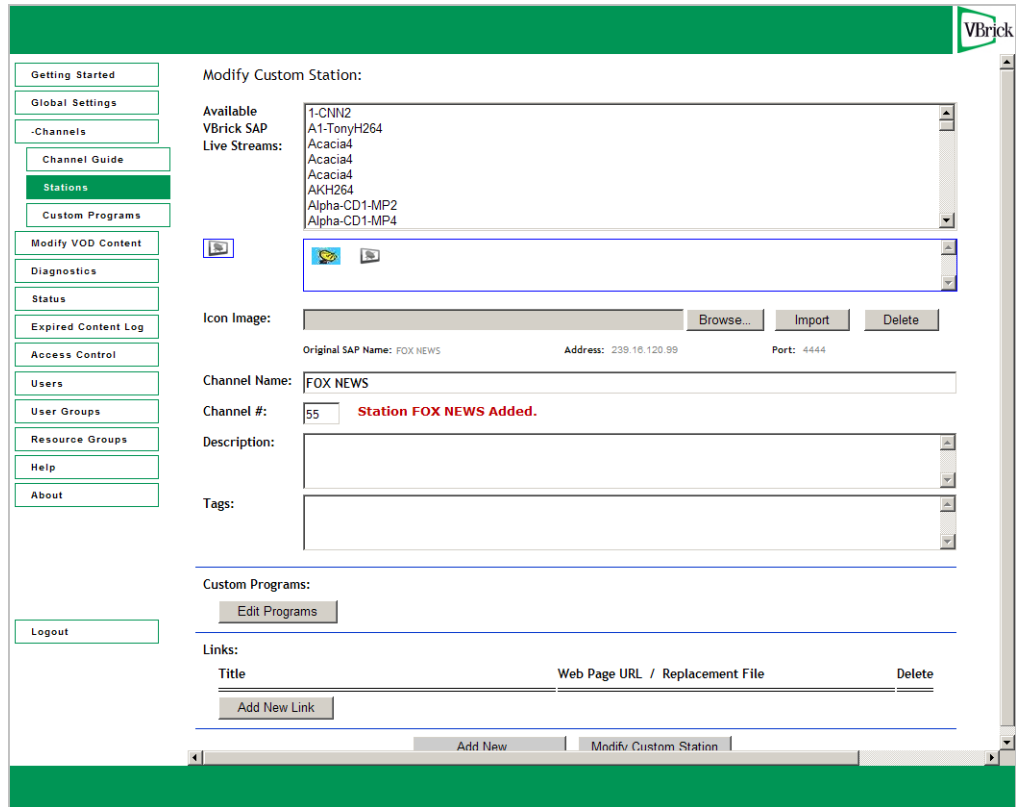 VBrick
Getting Started
Global Settings
-Channels
Channel Guide
Stations
Custom Programs
Modify VOD Content
Diagnostics
Status
Expired Content Log
Access Control
Users
User Groups
Resource Groups
Help
About
Logout
Modify Custom Station:
Available
VBrick SAP
Live Streams:
1-CNN2
A1-TonyH264
Acacia4
Acacia4
Acacia4
AKH264
Alpha-CD1-MP2
Alpha-CD1-MP4
Icon Image: Browse... Import Delete
Original SAP Name: FOX NEWS Address: 239.16.120.99 Port: 4444
Channel Name: FOX NEWS
Channel #: 55 Station FOX NEWS Added.
Description:
Tags:
Custom Programs:
Edit Programs
Links:
Title Web Page URL / Replacement File Delete
Add New Link
Add New Modify Custom Station